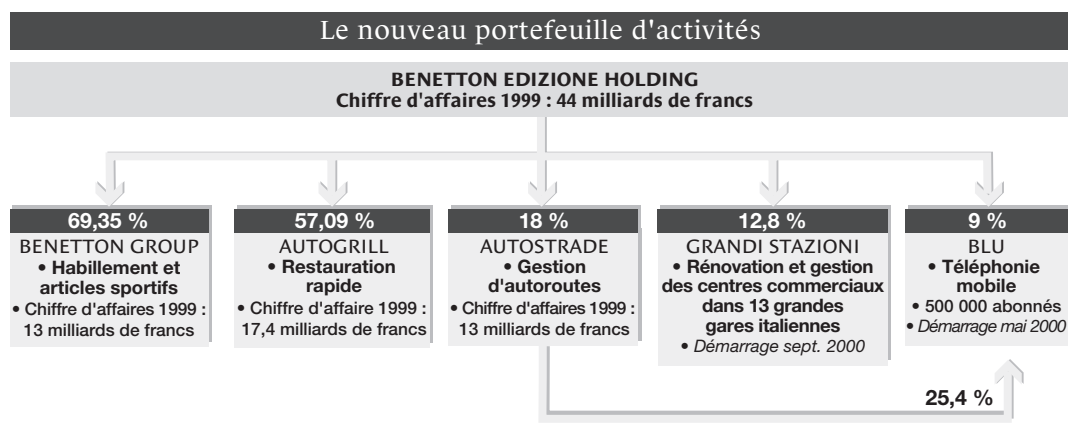 Le nouveau portefeuille d'activités
BENETTON EDIZIONE HOLDING
Chiffre d'affaires 1999 : 44 milliards de francs
69,35 %
BENETTON GROUP
• Habillement et
articles sportifs
• Chiffre d'affaires 1999 :
13 milliards de francs
57,09 %
AUTOGRILL
• Restauration
rapide
• Chiffre d'affaire 1999 :
17,4 milliards de francs
18 %
AUTOSTRADE
• Gestion
d'autoroutes
• Chiffre d'affaires 1999 :
13 milliards de francs
12,8 %
GRANDI STAZIONI
• Rénovation et gestion
des centres commerciaux
dans 13 grandes
gares italiennes
• Démarrage sept. 2000
9 %
BLU
• Téléphonie
mobile
• 500 000 abonnés
• Démarrage mai 2000
25,4 %